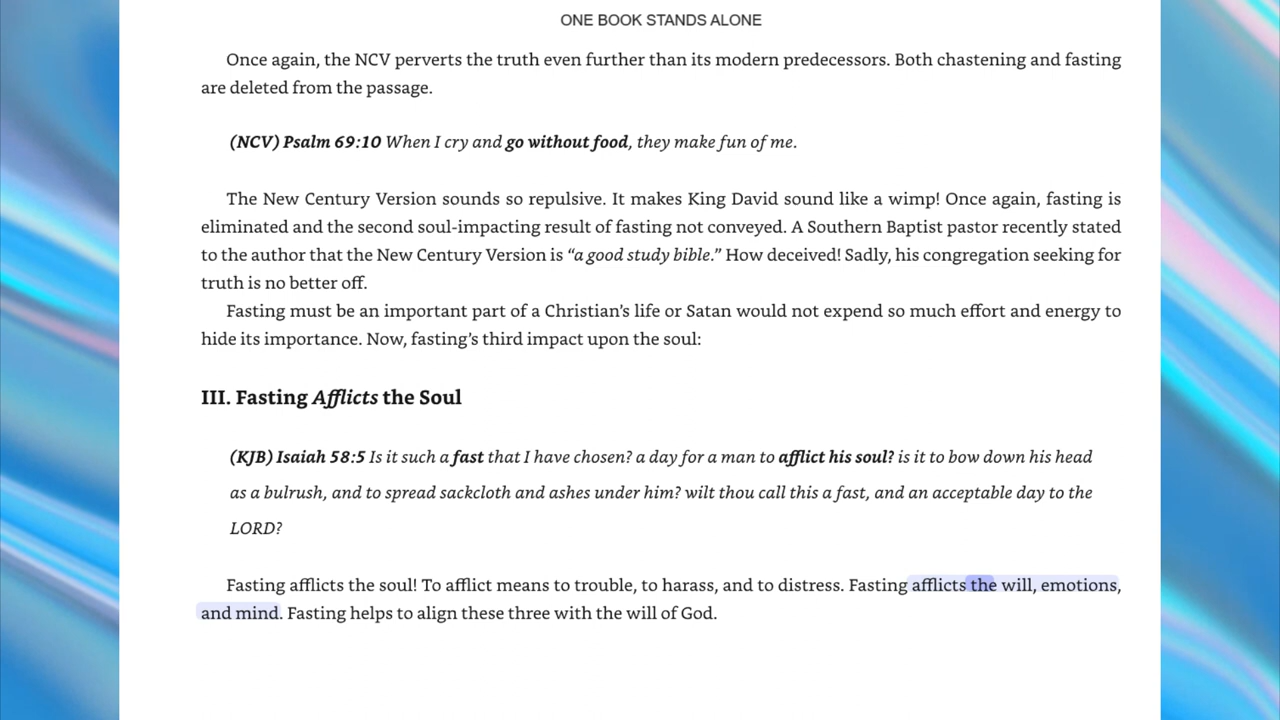 ONE BOOK STANDS ALONE
Once again, the NCV perverts the truth even further than its modern predecessors. Both chastening and fasting
are deleted from the passage.
(NCV) Psalm 69:10 When I cry and go without food, they make fun of me.
The New Century Version sounds so repulsive. It makes King David sound like a wimp! Once again, fasting is
eliminated and the second soul-impacting result of fasting not conveyed. A Southern Baptist pastor recently stated
to the author that the New Century Version is “a good study bible.” How deceived! Sadly, his congregation seeking for
truth is no better off.
Fasting must be an important part of a Christian’s life or Satan would not expend so much effort and energy to
hide its importance. Now, fasting’s third impact upon the soul:
III. Fasting Afflicts the Soul
(KJB) Isaiah 58:5 Is it such a fast that I have chosen? a day for a man to afflict his soul? is it to bow down his head
as a bulrush, and to spread sackcloth and ashes under him? wilt thou call this a fast, and an acceptable day to the
LORD?
Fasting afflicts the soul! To afflict means to trouble, to harass, and to distress. Fasting afflicts the will, emotions,
and mind. Fasting helps to align these three with the will of God.